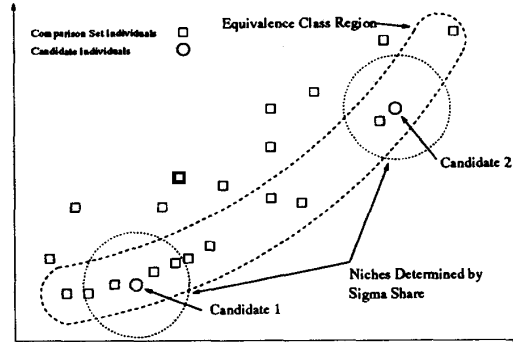 Equivalence Class Region
Comparison Set Individuals
Candidate Individuals
Candidate 2
Niches Determined by
Sigma Share
Candidate 1